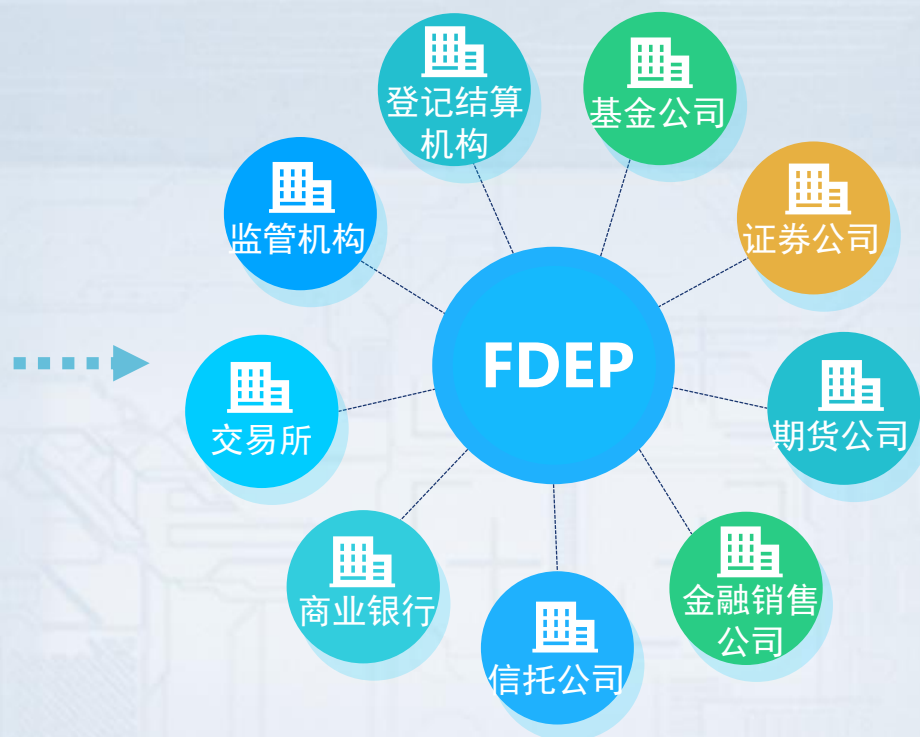 登记结算
机构
基金公司
监管机构
证券公司
FDEP
交易所
期货公司
商业银行
金融销售
公司
信托公司